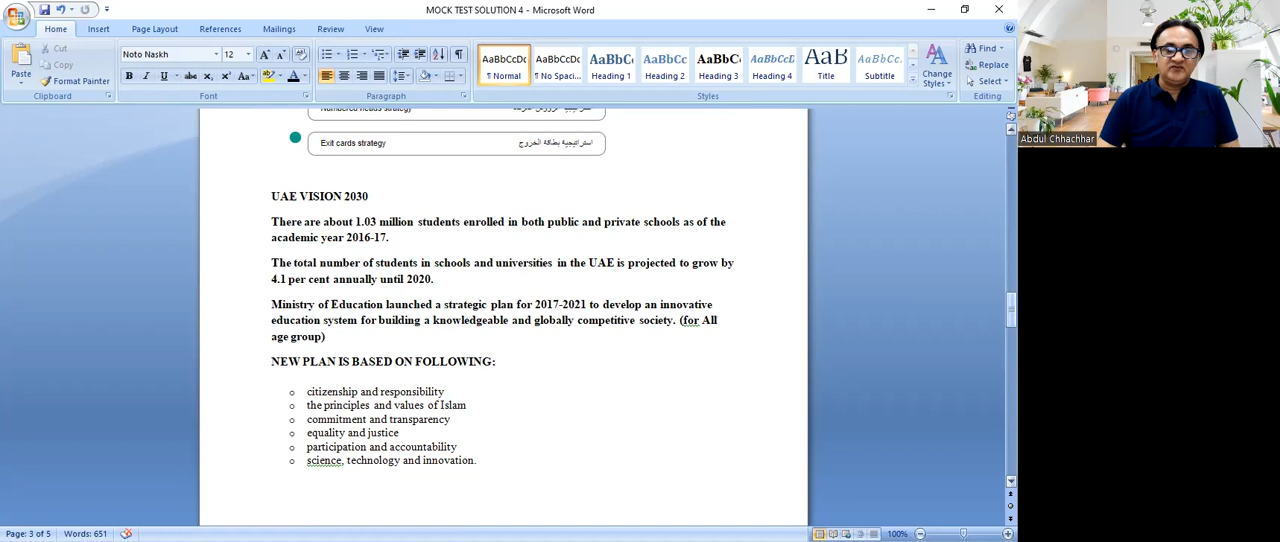 MOCK TEST SOLUTION 4 - Microsoft Word
Home Insert Page Layout References Mailings Review View
Paste
Cut
Copy
Format Painter
Clipboard
Noto Naskh 12
Font
Paragraph
AaBbCcDc AaBbCcDc AaBbC AaBbCc AaBbCc AaBbCcD AaB AaBbCc
¶ Normal ¶ No Spaci... Heading 1 Heading 2 Heading 3 Heading 4 Title Subtitle
Styles
Change Styles
Find
Replace
Select
Editing
Numbered heads strategy
Exit cards strategy استراتيجية بطاقة الخروج
UAE VISION 2030
There are about 1.03 million students enrolled in both public and private schools as of the
academic year 2016-17.
The total number of students in schools and universities in the UAE is projected to grow by
4.1 per cent annually until 2020.
Ministry of Education launched a strategic plan for 2017-2021 to develop an innovative
education system for building a knowledgeable and globally competitive society. (for All
age group)
NEW PLAN IS BASED ON FOLLOWING:
o citizenship and responsibility
o the principles and values of Islam
o commitment and transparency
o equality and justice
o participation and accountability
o science, technology and innovation.
Page: 3 of 5 Words: 651 100%
Abdul Chhachhar